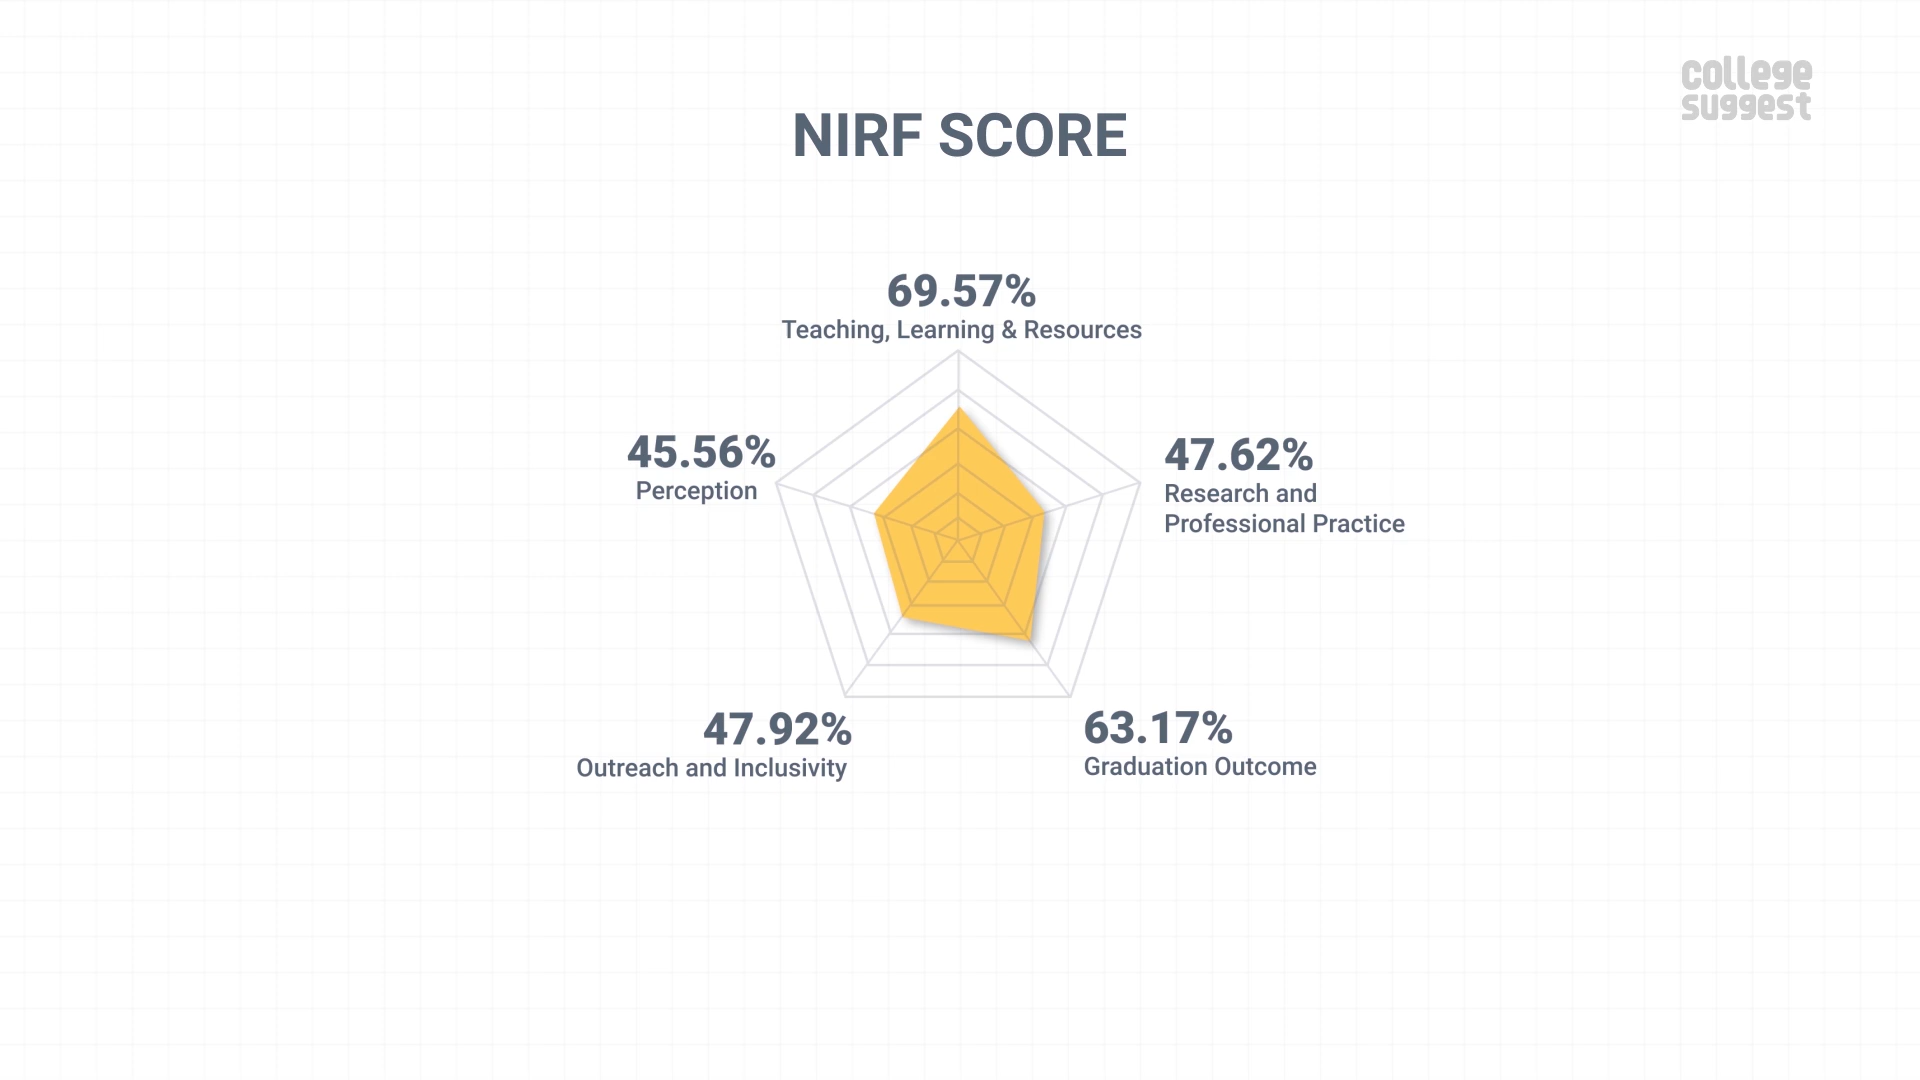 college
suggest
NIRF SCORE
69.57%
Teaching, Learning & Resources
45.56%
Perception
47.62%
Research and
Professional Practice
47.92%
Outreach and Inclusivity
63.17%
Graduation Outcome